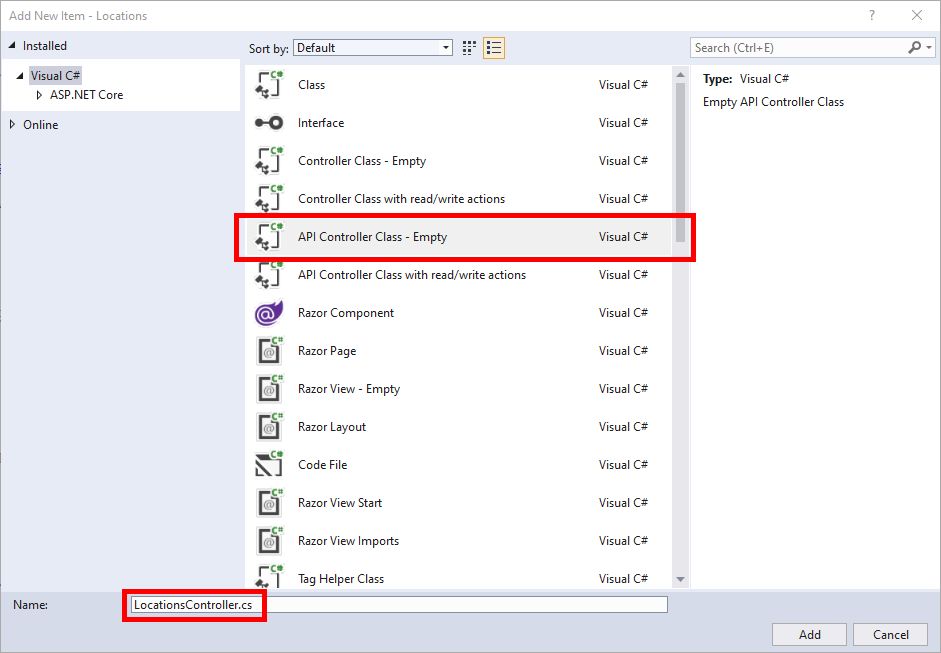 Add New Item - Locations
?
Installed
Sort by: Default
Search (Ctrl+E)
Visual C#
ASP.NET Core
Online
C# Class Visual C#
Interface Visual C#
C# Controller Class - Empty Visual C#
C# Controller Class with read/write actions Visual C#
C# API Controller Class - Empty Visual C#
C# API Controller Class with read/write actions Visual C#
@ Razor Component Visual C#
C# @ Razor Page Visual C#
C# @ Razor View - Empty Visual C#
C# @ Razor Layout Visual C#
C# Code File Visual C#
C# @ Razor View Start Visual C#
C# @ Razor View Imports Visual C#
C# Tag Helper Class Visual C#
Type: Visual C#
Empty API Controller Class
Name: LocationsController.cs
Add Cancel